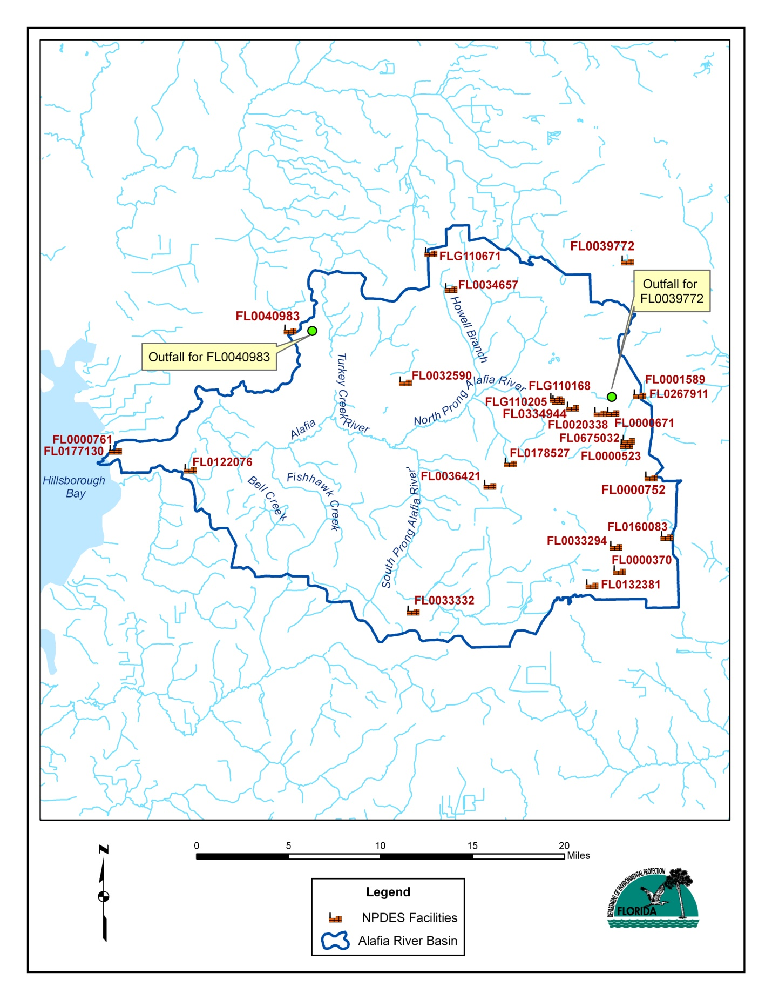 FL0039772
FLG110671
Outfall for
FL0039772
FL0034657
Howell Branch
FL0040983
Outfall for FL0040983
Turkey Creek
FL0032590
North Prong Alafia River
FL0001589
FL0267911
FLG110168
FLG110205
FL0334944
FL0020338
FL0000671
Alafia River
FL0000761
FL0177130
FL0675032
FL0000523
FL0178527
FL0122076
FL0036421
Hillsborough
Bay
Bell Creek
Fishhawk Creek
South Prong Alafia River
FL0000752
FL0160083
FL0033294
FL0000370
FL0132381
FL0033332
N
0 5 10 15 20
Miles
Legend
NPDES Facilities
Alafia River Basin
DEPARTMENT OF ENVIRONMENTAL PROTECTION
FLORIDA